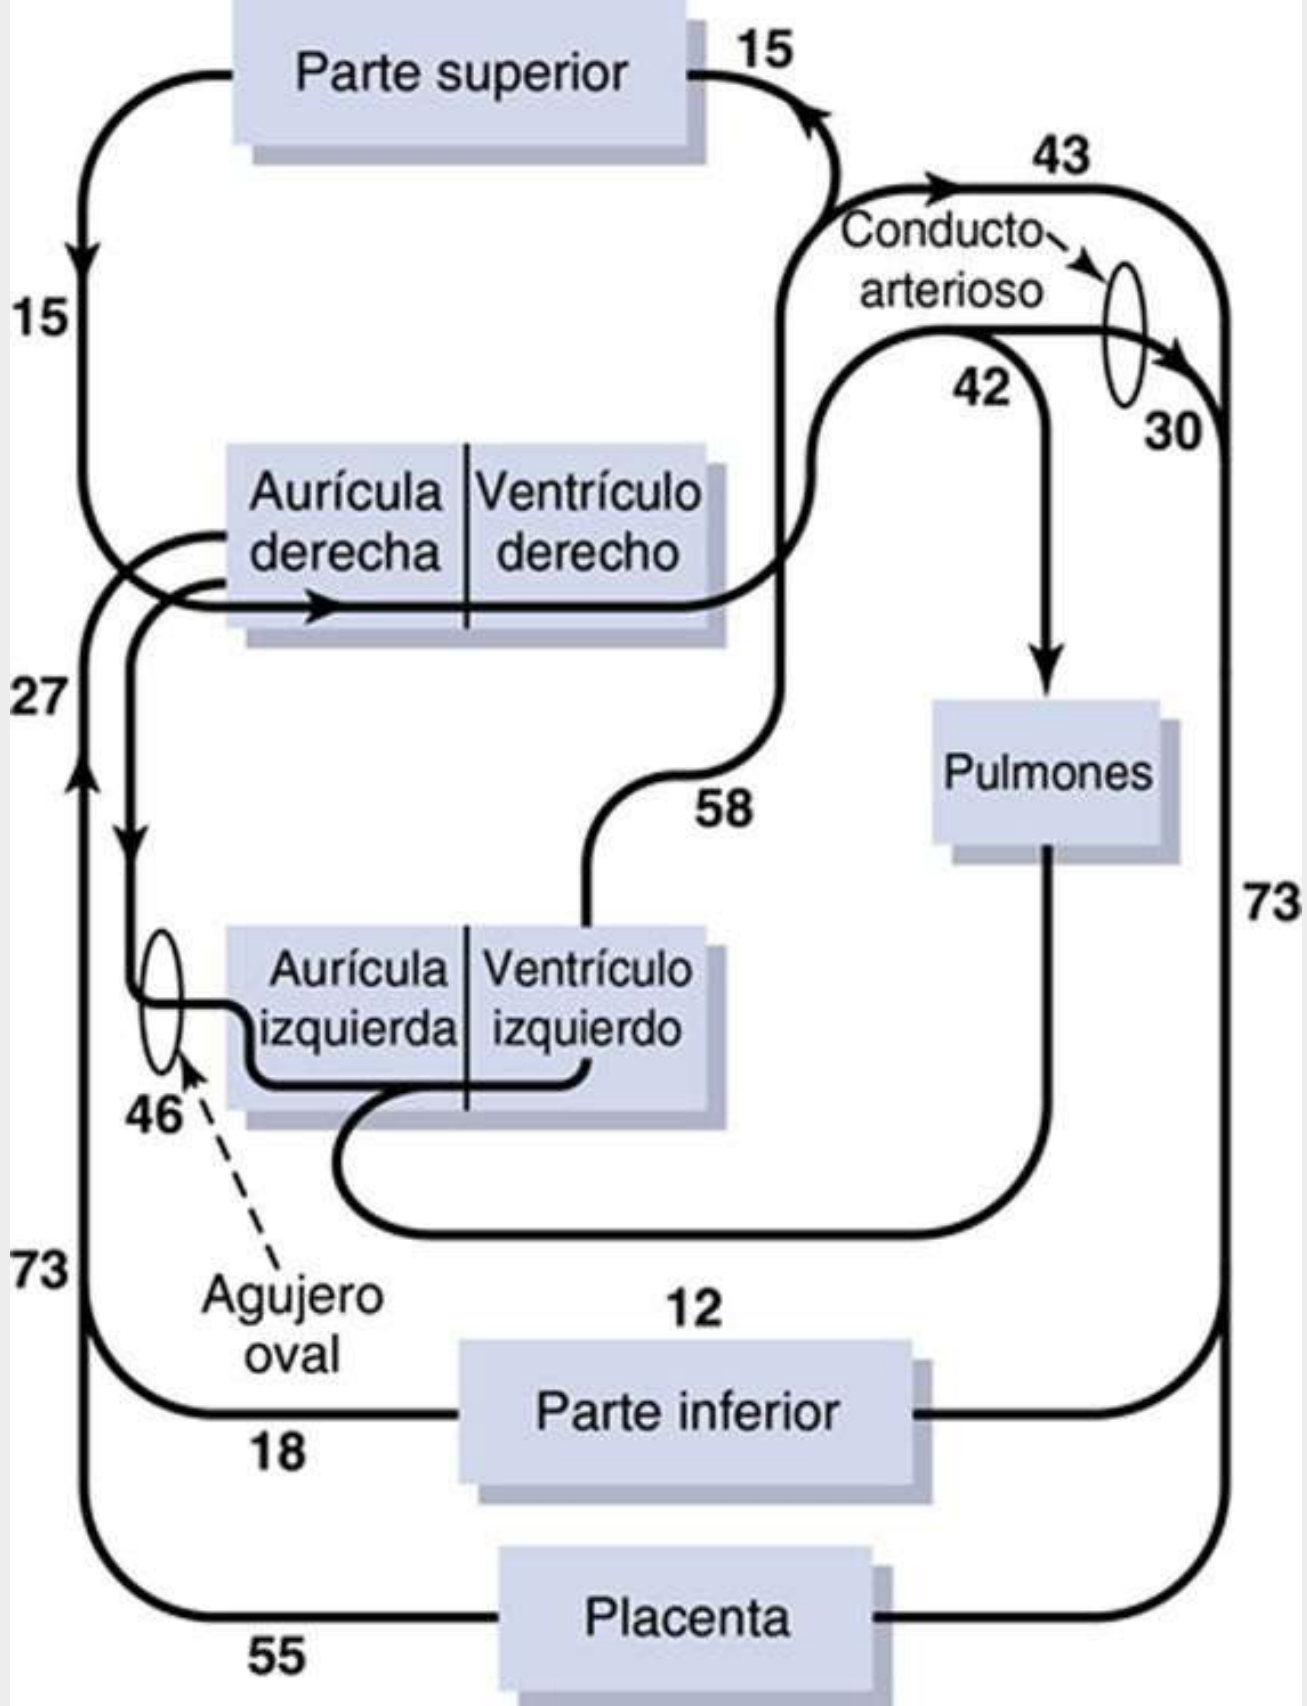 Parte superior
15
43
Conducto
arterioso
15
42
30
Aurícula
derecha
Ventrículo
derecho
27
Pulmones
58
73
Aurícula
izquierda
Ventrículo
izquierdo
46
73
Agujero
oval
12
Parte inferior
18
Placenta
55